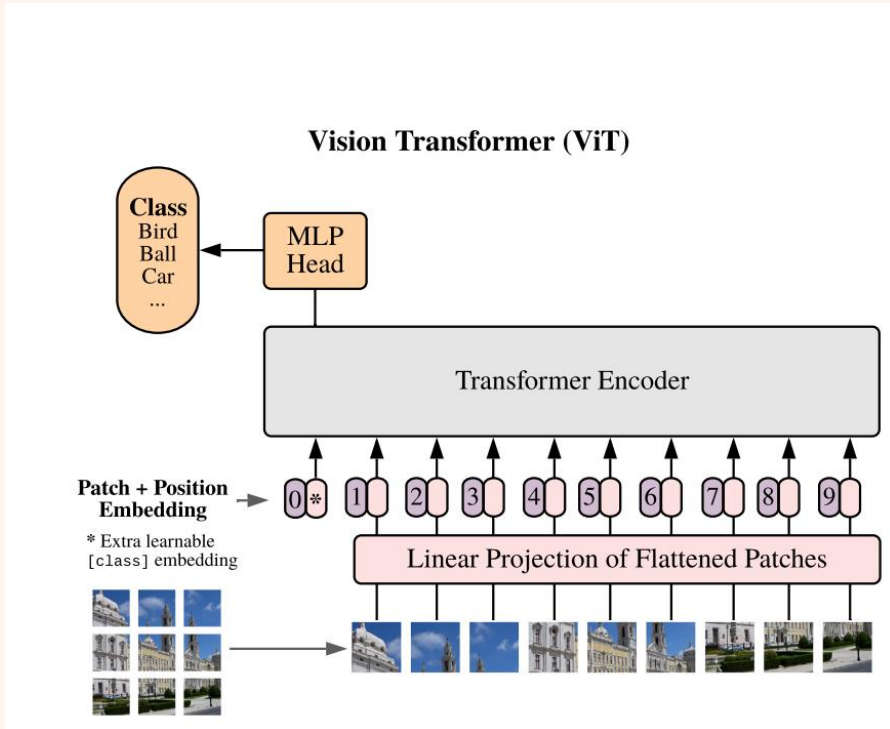 Vision Transformer (ViT)
Class
Bird
Ball
Car
...
MLP
Head
Transformer Encoder
Patch + Position
Embedding
0 * 1 2 3 4 5 6 7 8 9
* Extra learnable
[class] embedding
Linear Projection of Flattened Patches